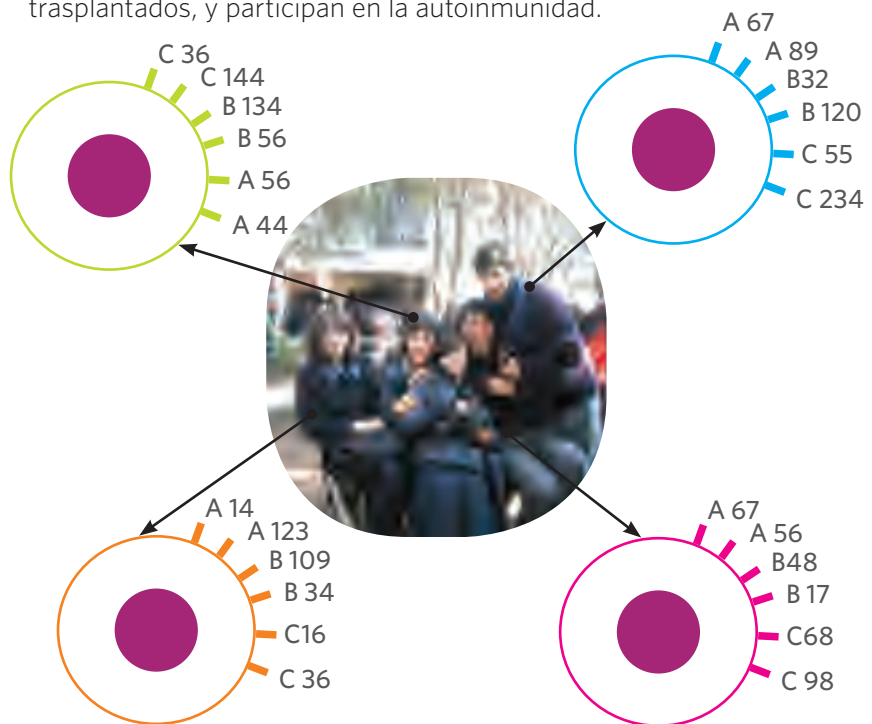 trasplantados, y participan en la autoinmunidad.
C 36
C 144
B 134
B 56
A 56
A 44
A 67
A 89
B32
B 120
C 55
C 234
A 14
A 123
B 109
B 34
C16
C 36
A 67
A 56
B48
B 17
C68
C 98